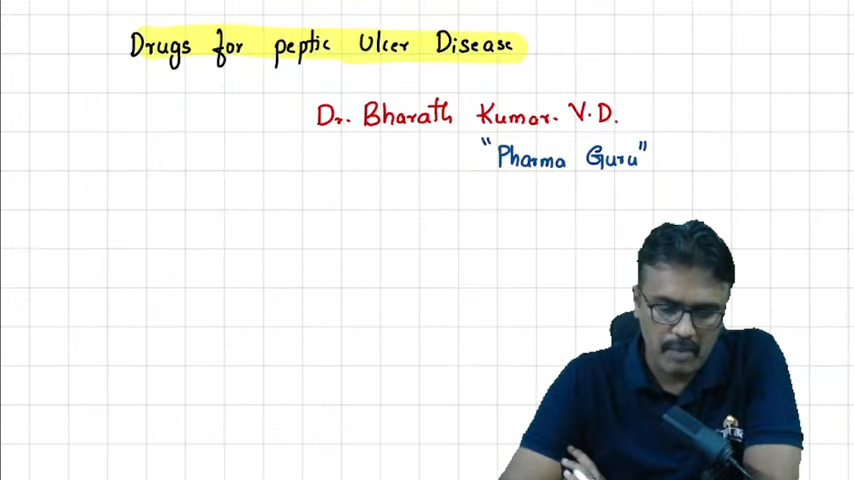 Drugs for peptic Ulcer Disease
Dr. Bharath Kumar. V.D.
"Pharma Guru"